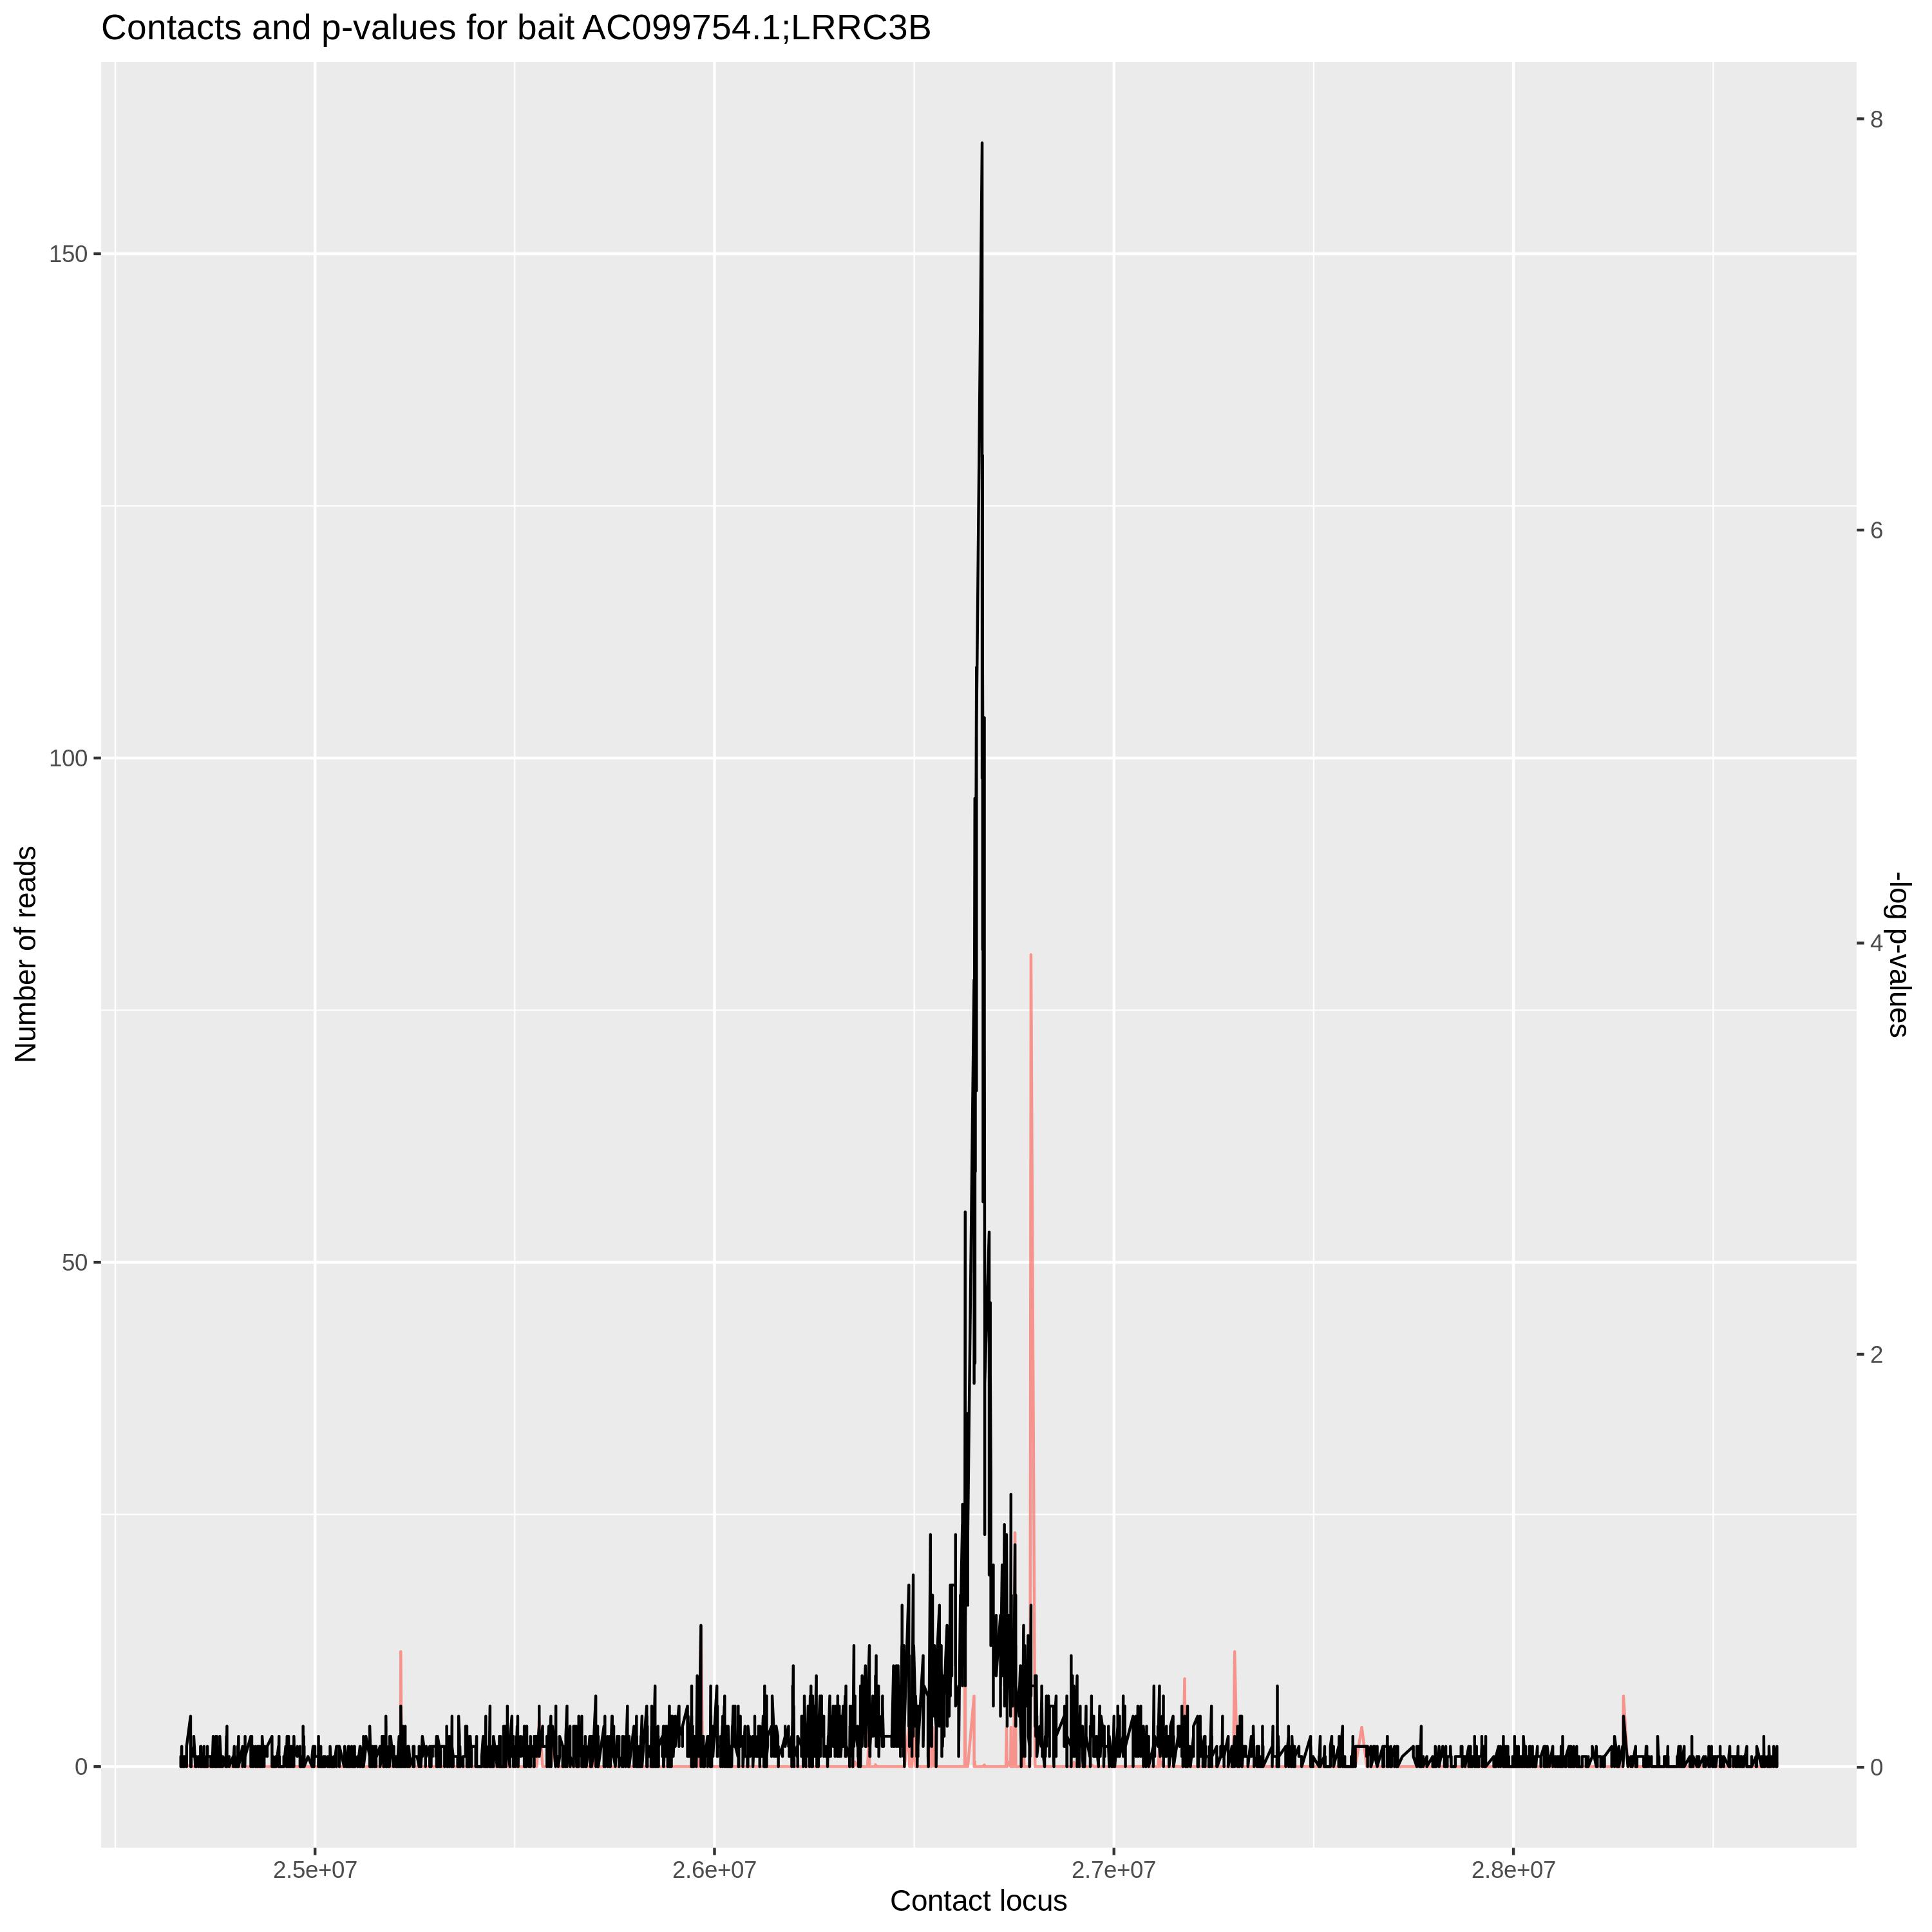 Contacts and p-values for bait AC099754.1;LRRC3B
150
100
50
0
Number of reads
8
6
4
2
0
-log p-values
2.5e+07
2.6e+07
2.7e+07
2.8e+07
Contact locus